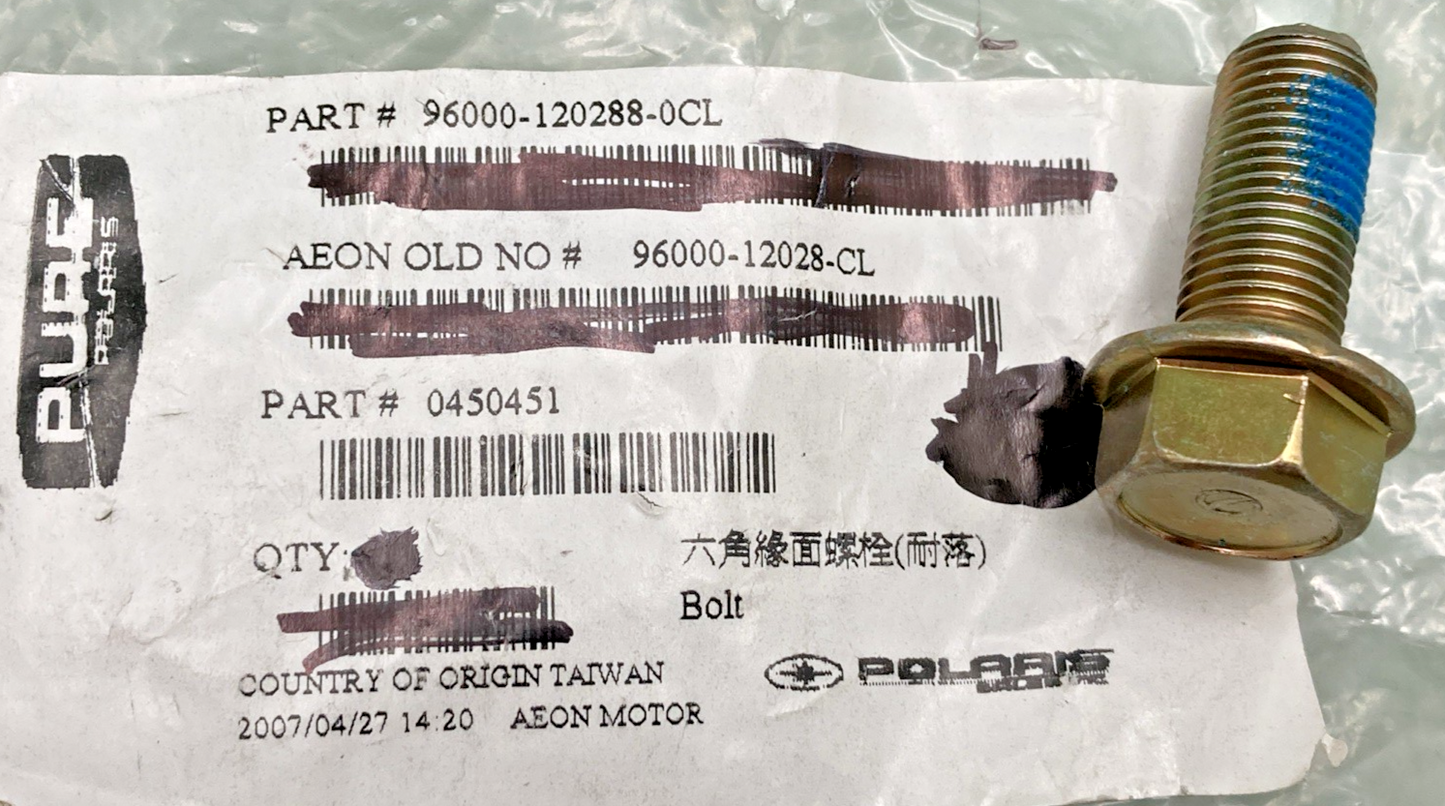 PURE
POLARIS
PART # 96000-120288-0CL
AEON OLD NO # 96000-12028-CL
PART # 0450451
QTY:
六角緣面螺栓(耐落)
Bolt
POLARIS
COUNTRY OF ORIGIN TAIWAN
2007/04/27 14:20 AEON MOTOR